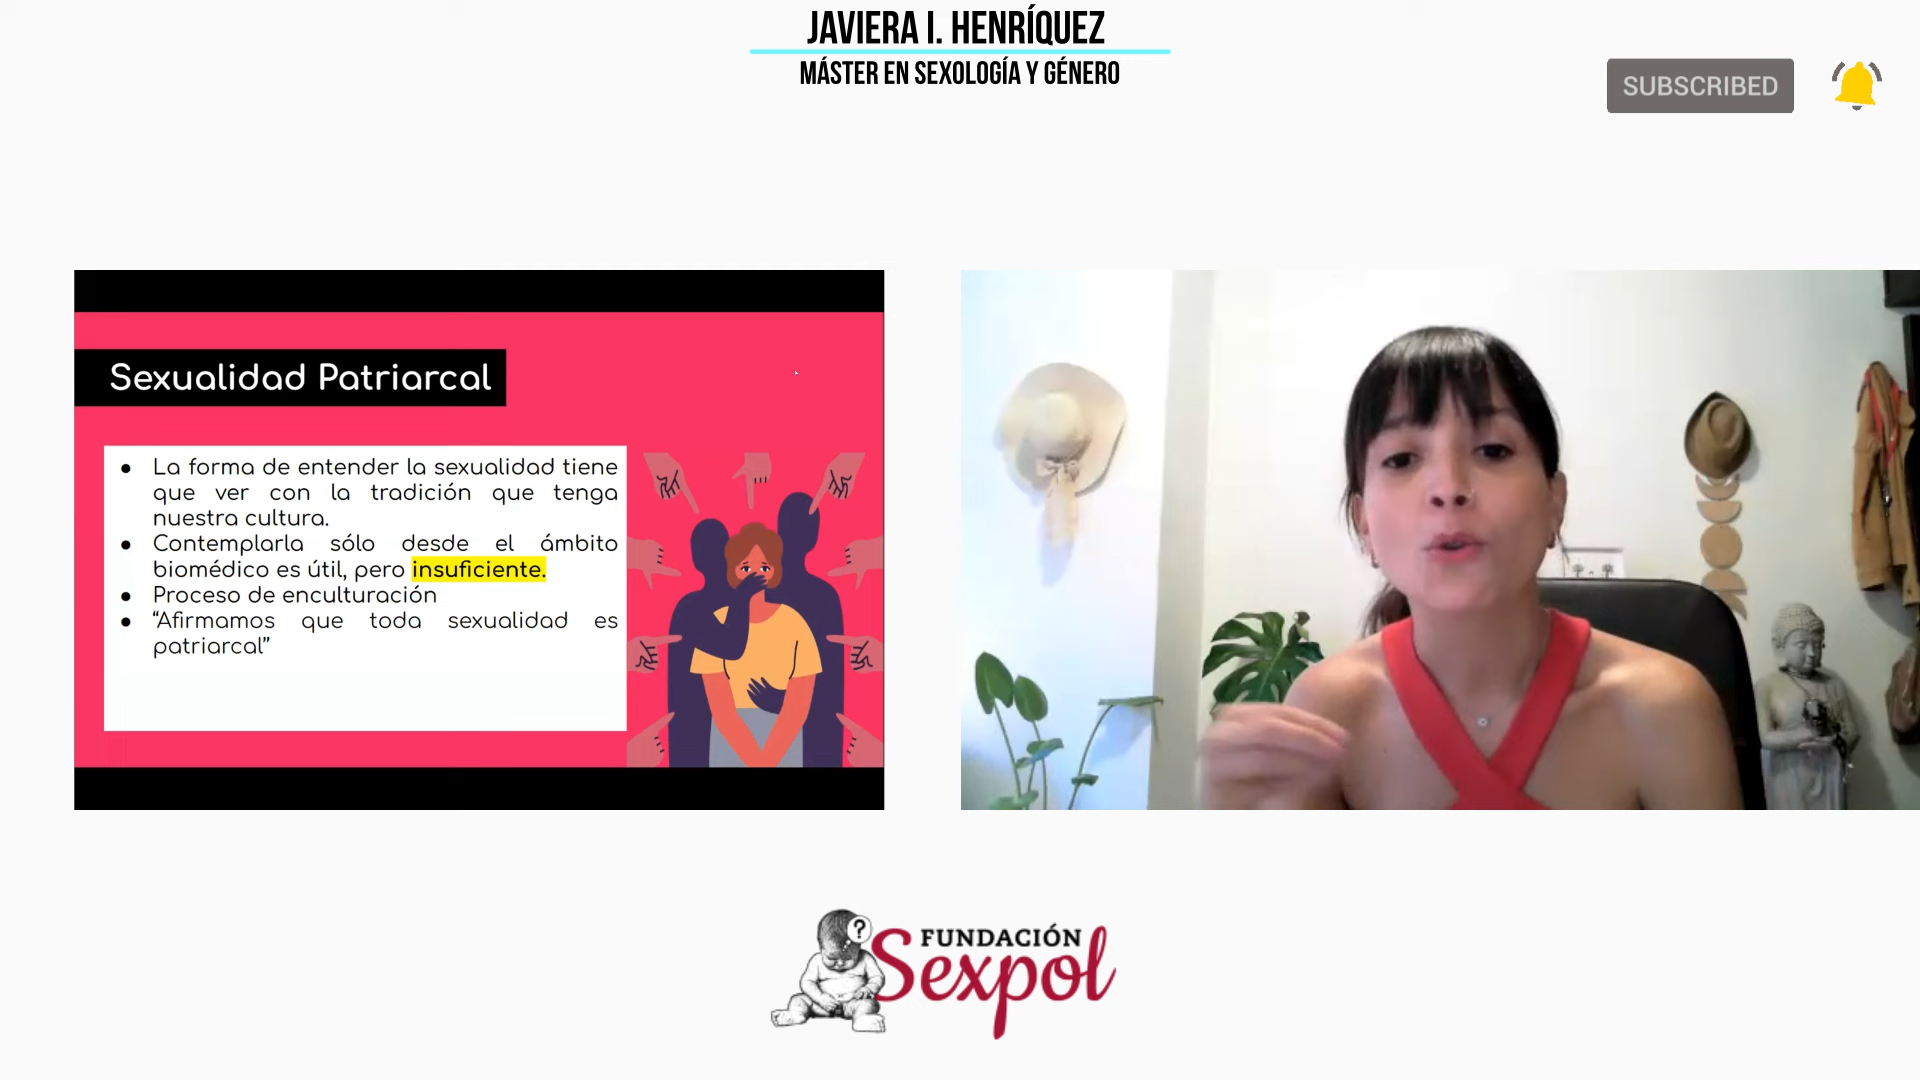 JAVIERA I. HENRÍQUEZ
MÁSTER EN SEXOLOGÍA Y GÉNERO
SUBSCRIBED
Sexualidad Patriarcal
● La forma de entender la sexualidad tiene
que ver con la tradición que tenga
nuestra cultura.
● Contemplarla sólo desde el ámbito
biomédico es útil, pero insuficiente.
● Proceso de enculturación
● “Afirmamos que toda sexualidad es
patriarcal”
?
FUNDACIÓN
Sexpol